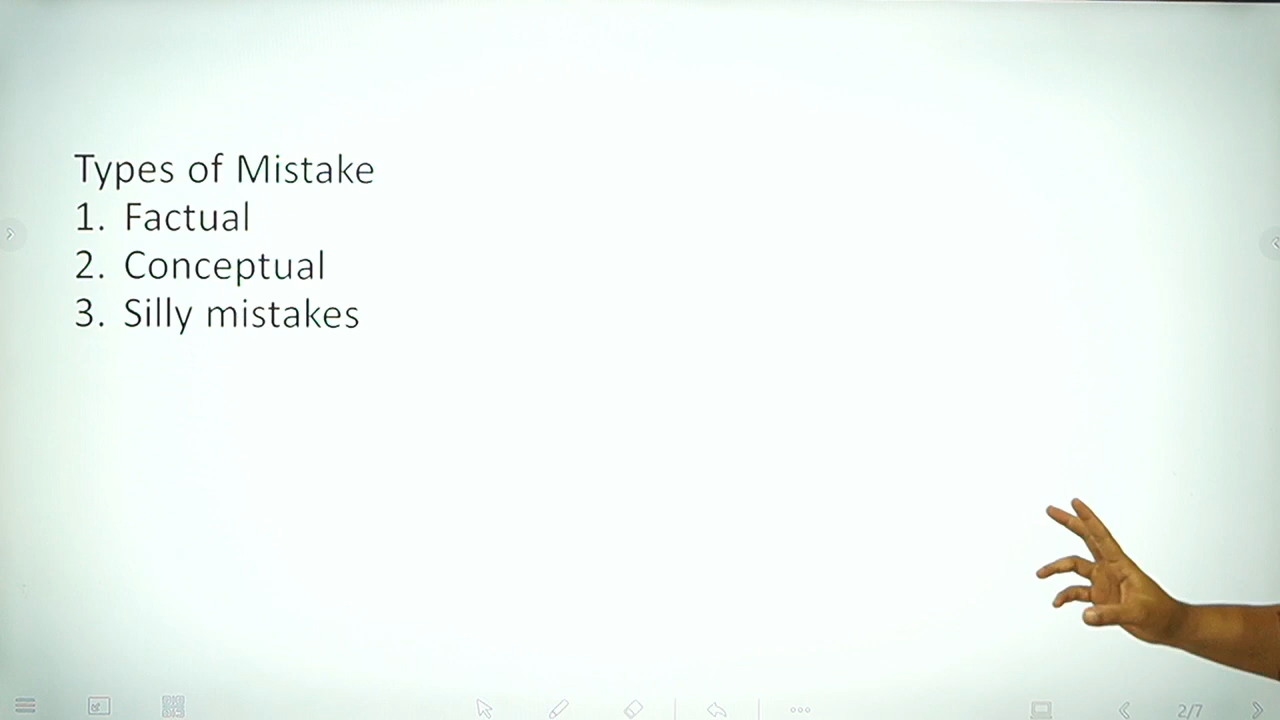 Types of Mistake
1. Factual
2. Conceptual
3. Silly mistakes
2/7